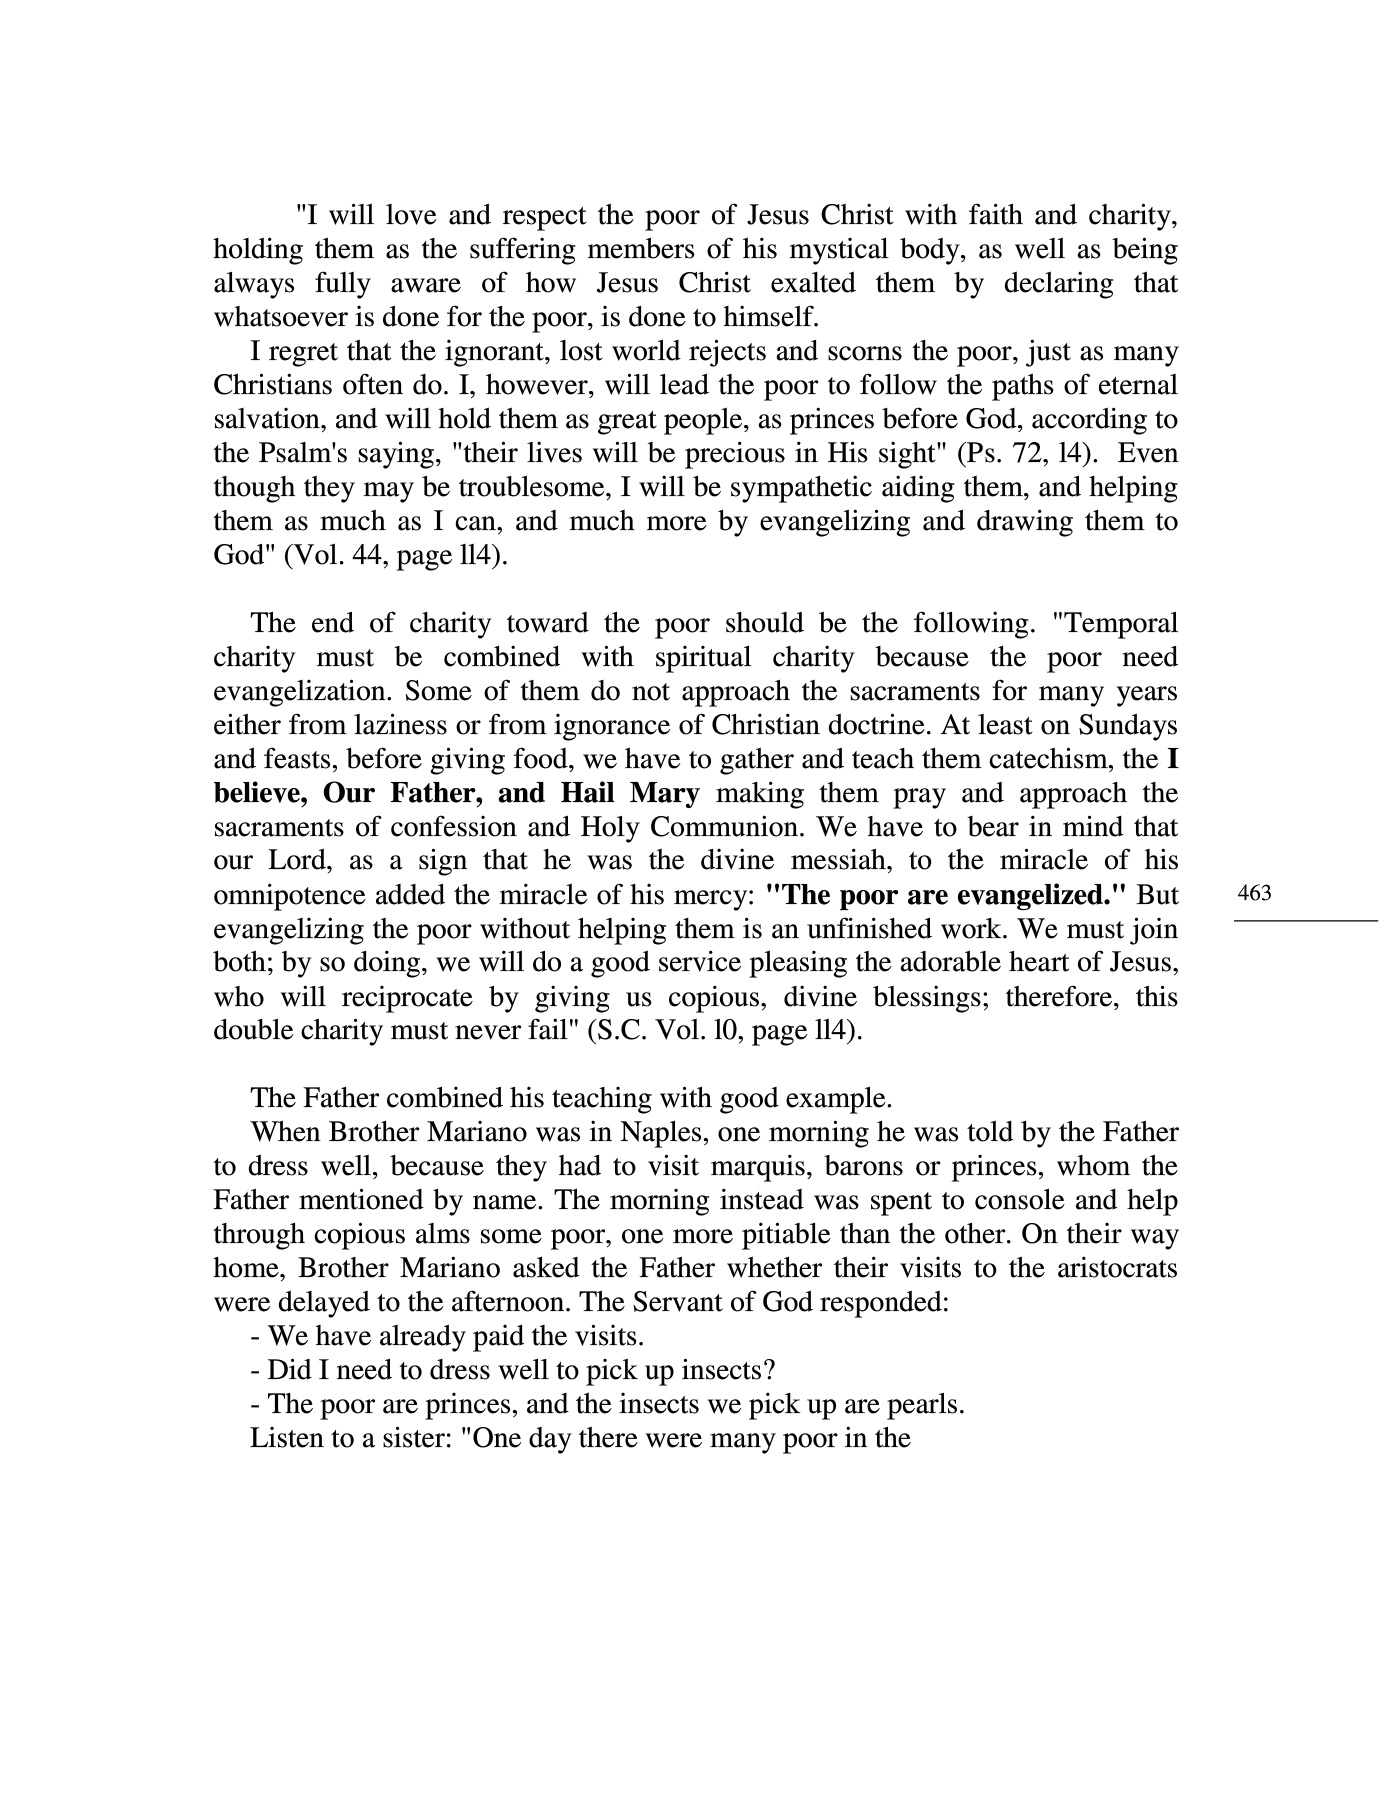 "I will love and respect the poor of Jesus Christ with faith and charity,
holding them as the suffering members of his mystical body, as well as being
always fully aware of how Jesus Christ exalted them by declaring that
whatsoever is done for the poor, is done to himself.
I regret that the ignorant, lost world rejects and scorns the poor, just as many
Christians often do. I, however, will lead the poor to follow the paths of eternal
salvation, and will hold them as great people, as princes before God, according to
the Psalm's saying, "their lives will be precious in His sight" (Ps. 72, l4). Even
though they may be troublesome, I will be sympathetic aiding them, and helping
them as much as I can, and much more by evangelizing and drawing them to
God" (Vol. 44, page ll4).
The end of charity toward the poor should be the following. "Temporal
charity must be combined with spiritual charity because the poor need
evangelization. Some of them do not approach the sacraments for many years
either from laziness or from ignorance of Christian doctrine. At least on Sundays
and feasts, before giving food, we have to gather and teach them catechism, the I
believe, Our Father, and Hail Mary making them pray and approach the
sacraments of confession and Holy Communion. We have to bear in mind that
our Lord, as a sign that he was the divine messiah, to the miracle of his
omnipotence added the miracle of his mercy: "The poor are evangelized." But
evangelizing the poor without helping them is an unfinished work. We must join
both; by so doing, we will do a good service pleasing the adorable heart of Jesus,
who will reciprocate by giving us copious, divine blessings; therefore, this
double charity must never fail" (S.C. Vol. l0, page ll4).
The Father combined his teaching with good example.
When Brother Mariano was in Naples, one morning he was told by the Father
to dress well, because they had to visit marquis, barons or princes, whom the
Father mentioned by name. The morning instead was spent to console and help
through copious alms some poor, one more pitiable than the other. On their way
home, Brother Mariano asked the Father whether their visits to the aristocrats
were delayed to the afternoon. The Servant of God responded:
- We have already paid the visits.
- Did I need to dress well to pick up insects?
- The poor are princes, and the insects we pick up are pearls.
Listen to a sister: "One day there were many poor in the
463